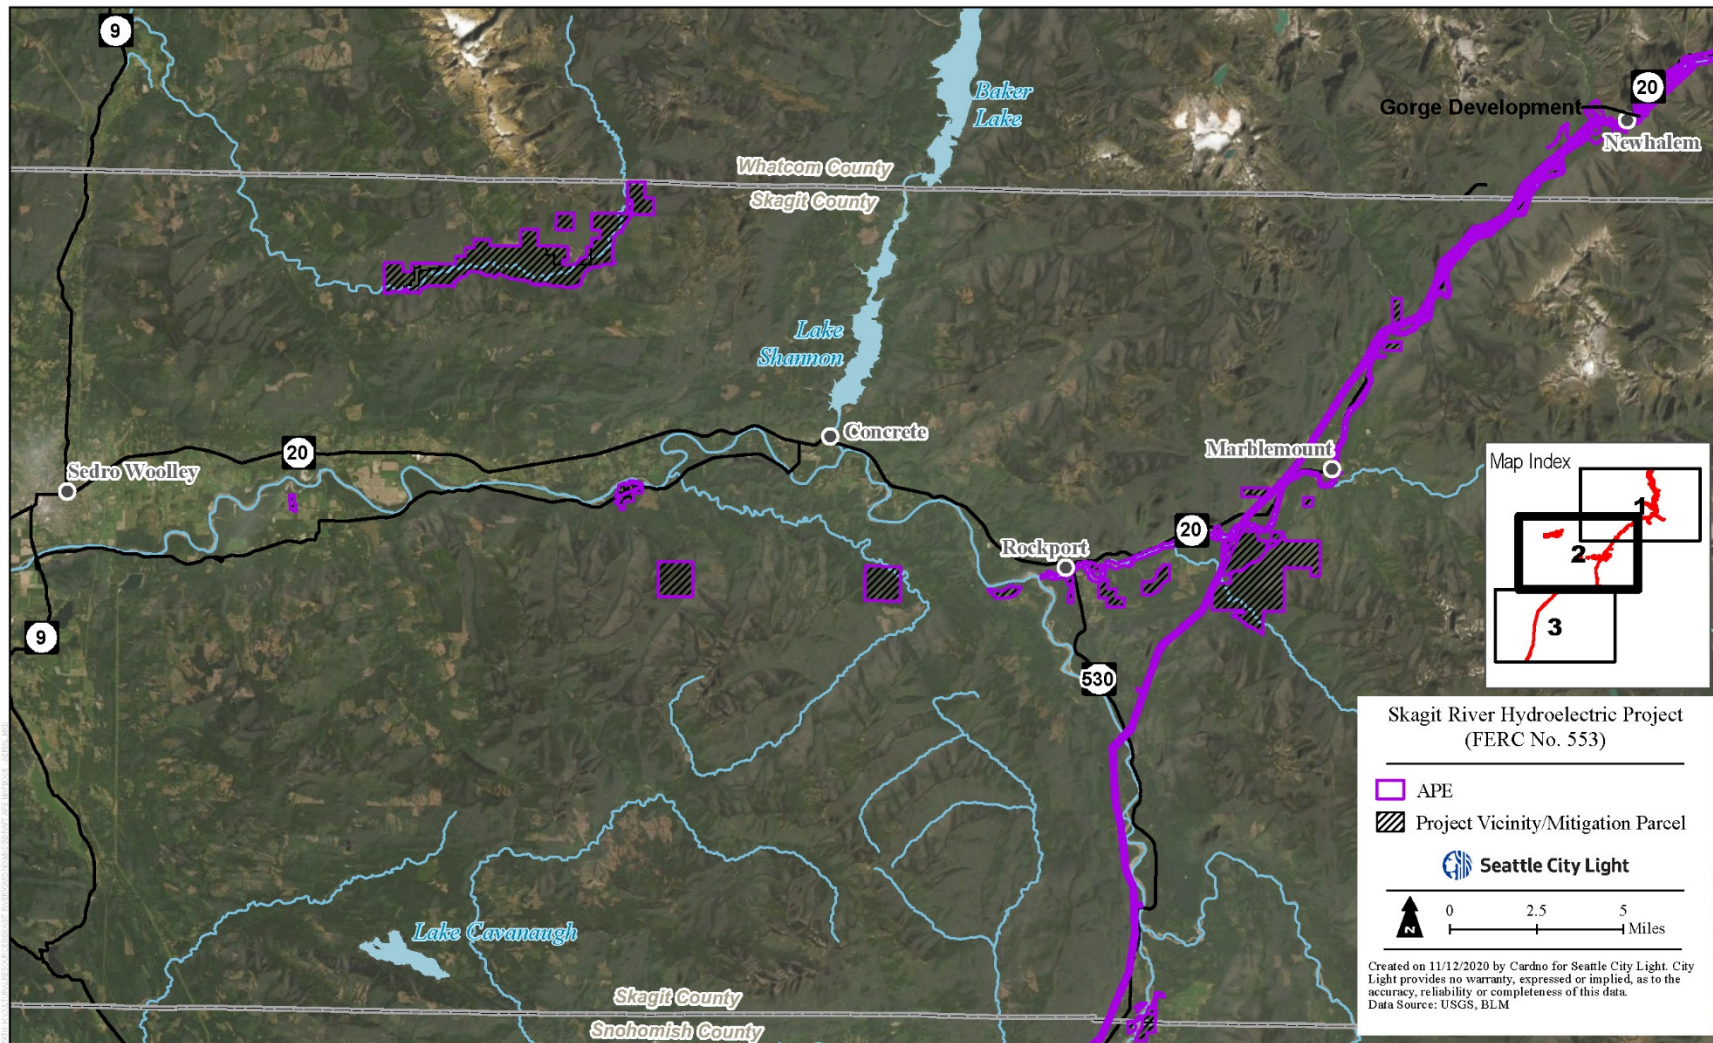 9
Baker
Lake
20
Gorge Development
Newhalem
Whatcom County
Skagit County
Lake
Shannon
Concrete
Marblemount
20
Sedro Woolley
20
Rockport
9
530
Lake Cavanaugh
Skagit County
Snohomish County
Map Index
1
2
3
Skagit River Hydroelectric Project
(FERC No. 553)
APE
Project Vicinity/Mitigation Parcel
Seattle City Light
N
0 2.5 5
Miles
Created on 11/12/2020 by Cardno for Seattle City Light. City
Light provides no warranty, expressed or implied, as to the
accuracy, reliability or completeness of this data.
Data Source: USGS, BLM